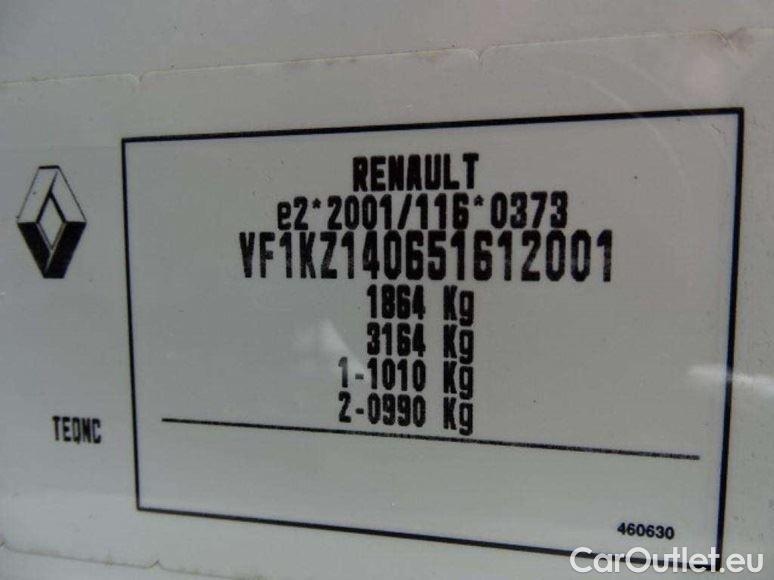 RENAULT
e2*2001/116*0373
VF1KZ140651612001
1864 Kg
3164 Kg
1-1010 Kg
2-0990 Kg
TEQNC
460630
CarOutlet.eu